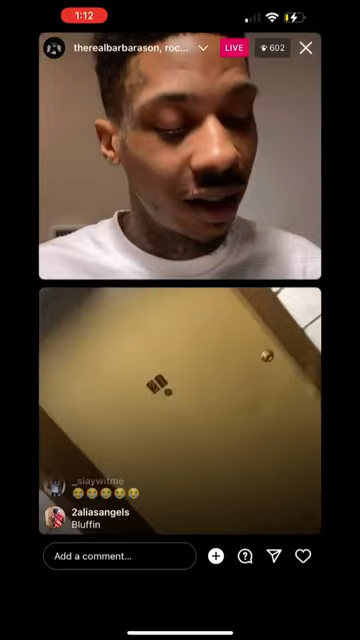 1:12
therealbarbarason, roc...
LIVE
602
_slaywitme
😭😭😭😭😭
2aliasangels
Bluffin
Add a comment...